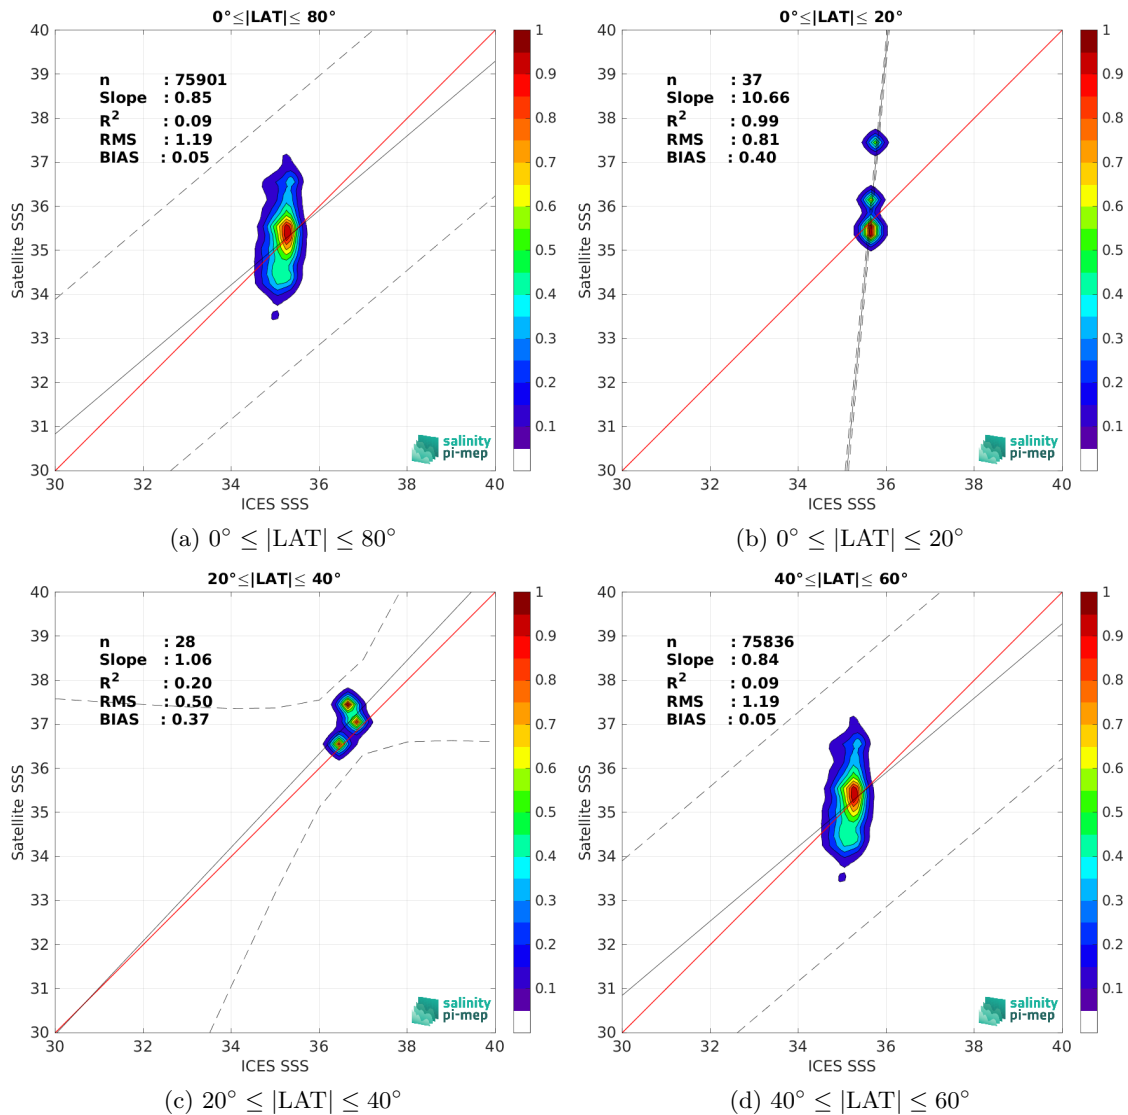 0°≤|LAT|≤ 80°
n : 75901
Slope : 0.85
R² : 0.09
RMS : 1.19
BIAS : 0.05
Satellite SSS
40
39
38
37
36
35
34
33
32
31
30
30 32 34 36 38 40
ICES SSS
1
0.9
0.8
0.7
0.6
0.5
0.4
0.3
0.2
0.1
salinity
pi-mep
(a) 0° ≤ |LAT| ≤ 80°
0°≤|LAT|≤ 20°
n : 37
Slope : 10.66
R² : 0.99
RMS : 0.81
BIAS : 0.40
Satellite SSS
40
39
38
37
36
35
34
33
32
31
30
30 32 34 36 38 40
ICES SSS
1
0.9
0.8
0.7
0.6
0.5
0.4
0.3
0.2
0.1
salinity
pi-mep
(b) 0° ≤ |LAT| ≤ 20°
20°≤|LAT|≤ 40°
n : 28
Slope : 1.06
R² : 0.20
RMS : 0.50
BIAS : 0.37
Satellite SSS
40
39
38
37
36
35
34
33
32
31
30
30 32 34 36 38 40
ICES SSS
1
0.9
0.8
0.7
0.6
0.5
0.4
0.3
0.2
0.1
salinity
pi-mep
(c) 20° ≤ |LAT| ≤ 40°
40°≤|LAT|≤ 60°
n : 75836
Slope : 0.84
R² : 0.09
RMS : 1.19
BIAS : 0.05
Satellite SSS
40
39
38
37
36
35
34
33
32
31
30
30 32 34 36 38 40
ICES SSS
1
0.9
0.8
0.7
0.6
0.5
0.4
0.3
0.2
0.1
salinity
pi-mep
(d) 40° ≤ |LAT| ≤ 60°